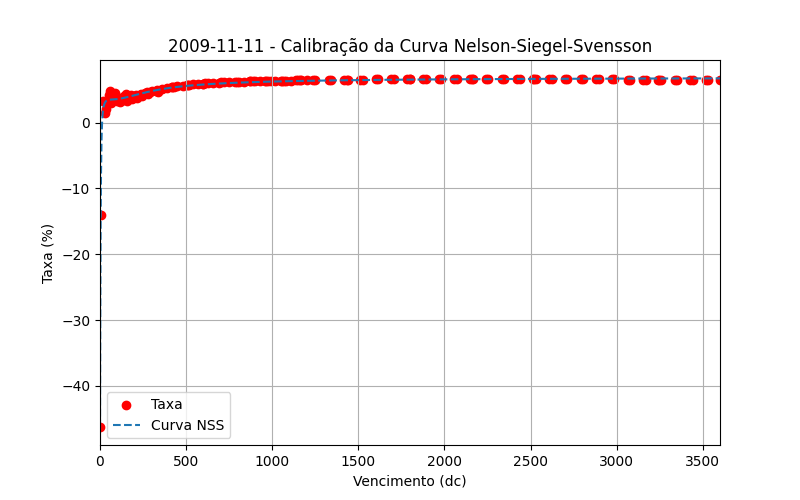 2009-11-11 - Calibração da Curva Nelson-Siegel-Svensson
Taxa (%)
0
−10
−20
−30
−40
Taxa
Curva NSS
0 500 1000 1500 2000 2500 3000 3500
Vencimento (dc)